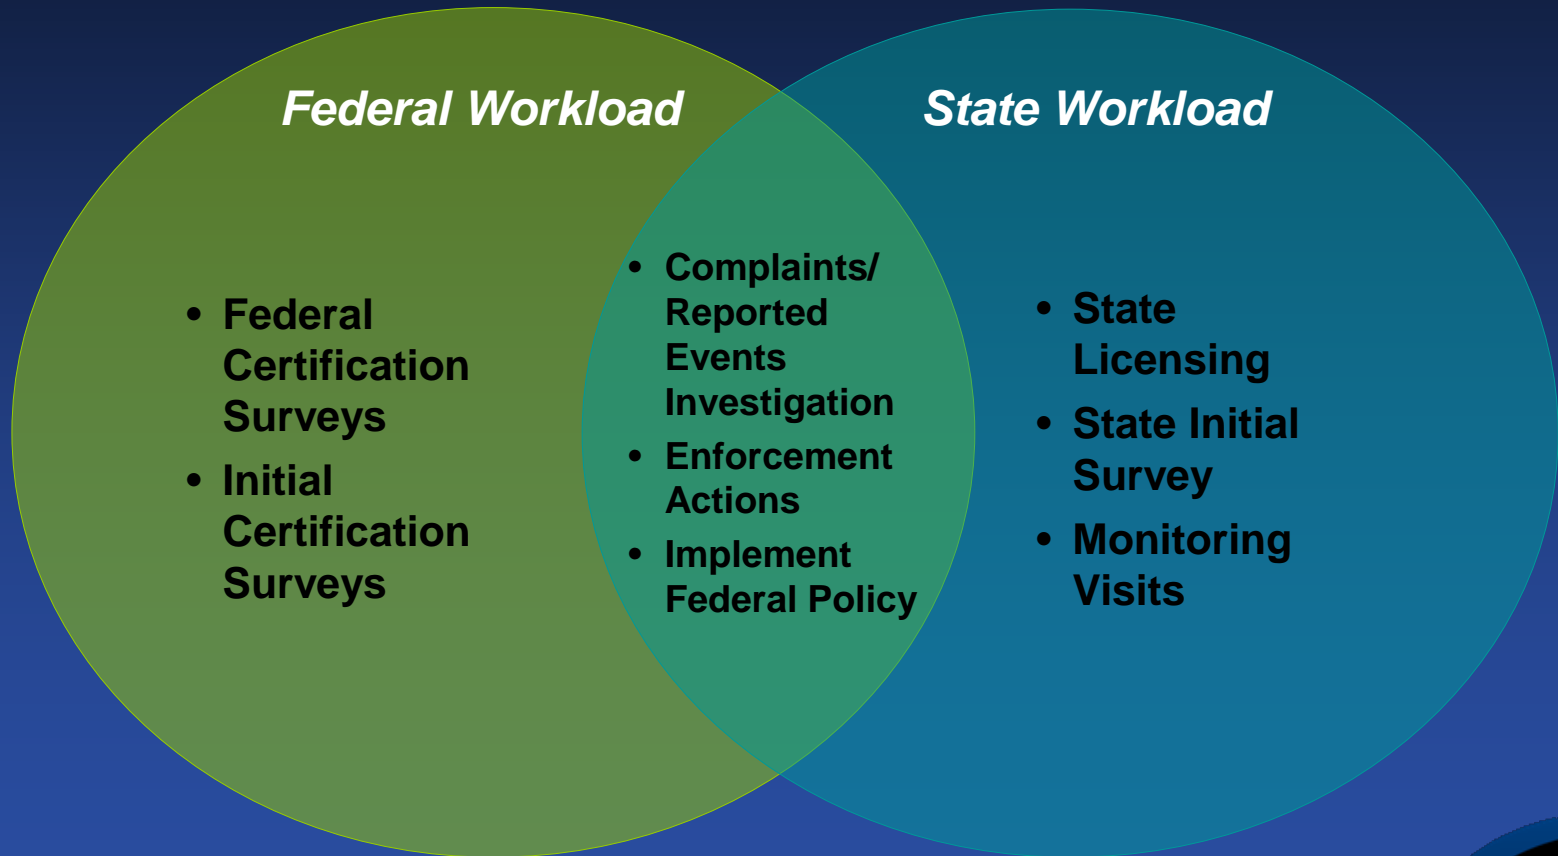 Federal Workload
State Workload
• Federal
Certification
Surveys
• Initial
Certification
Surveys
• Complaints/
Reported
Events
Investigation
• Enforcement
Actions
• Implement
Federal Policy
• State
Licensing
• State Initial
Survey
• Monitoring
Visits